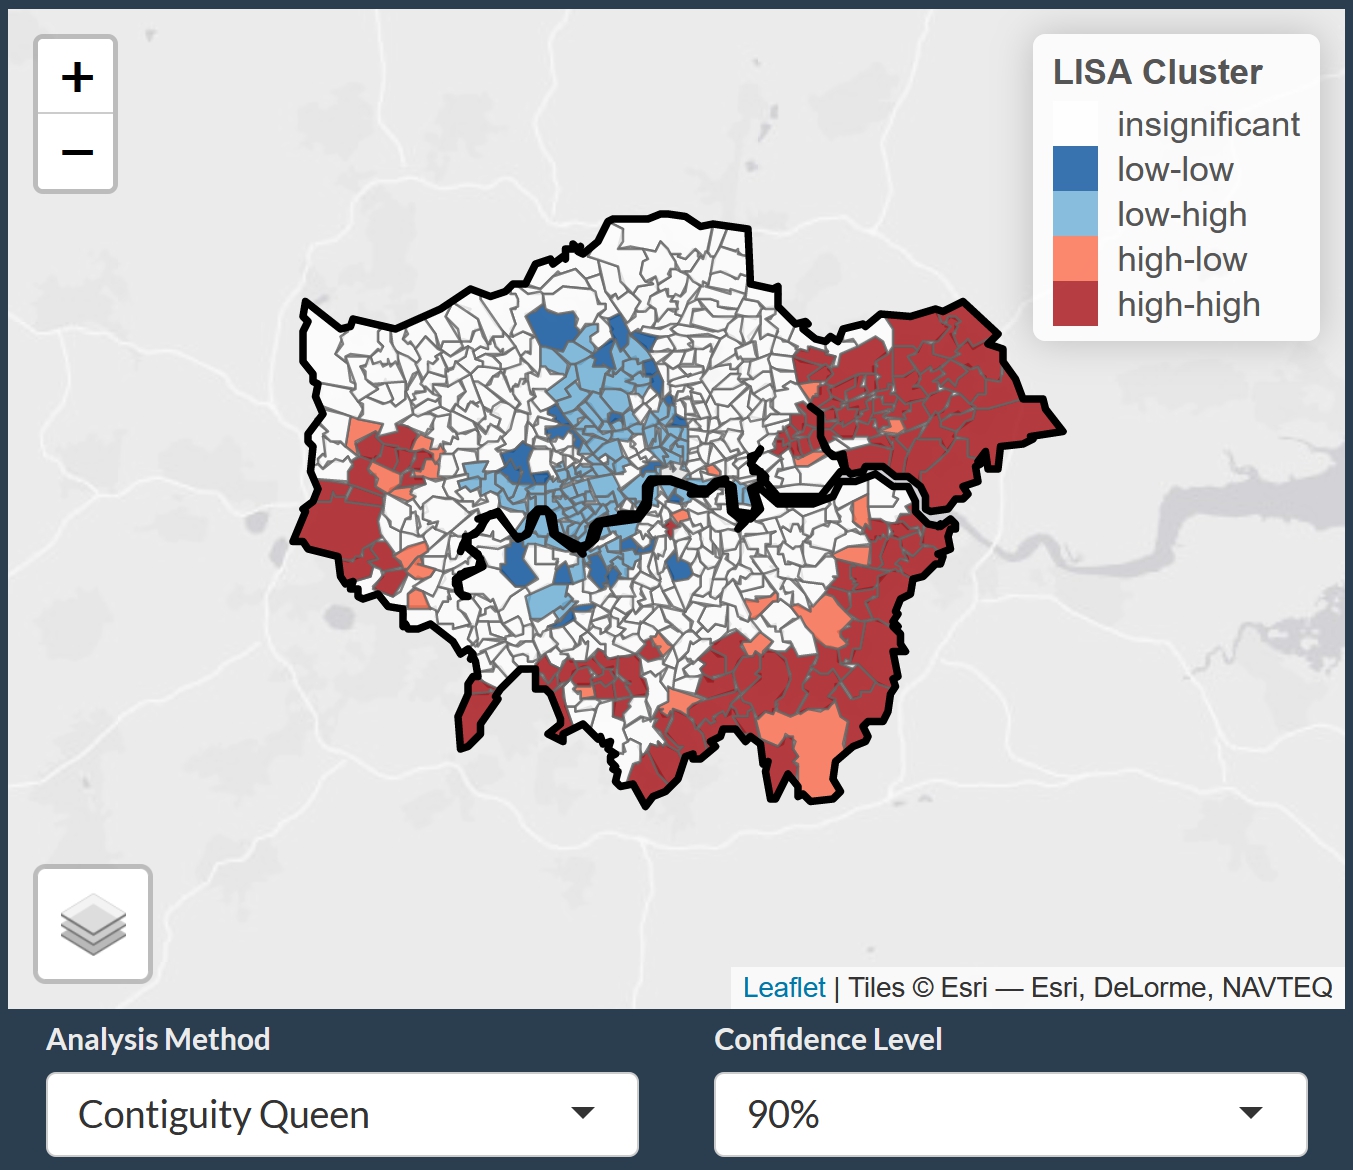 +
−
LISA Cluster
insignificant
low-low
low-high
high-low
high-high
Leaflet | Tiles © Esri — Esri, DeLorme, NAVTEQ
Analysis Method
Confidence Level
Contiguity Queen
90%